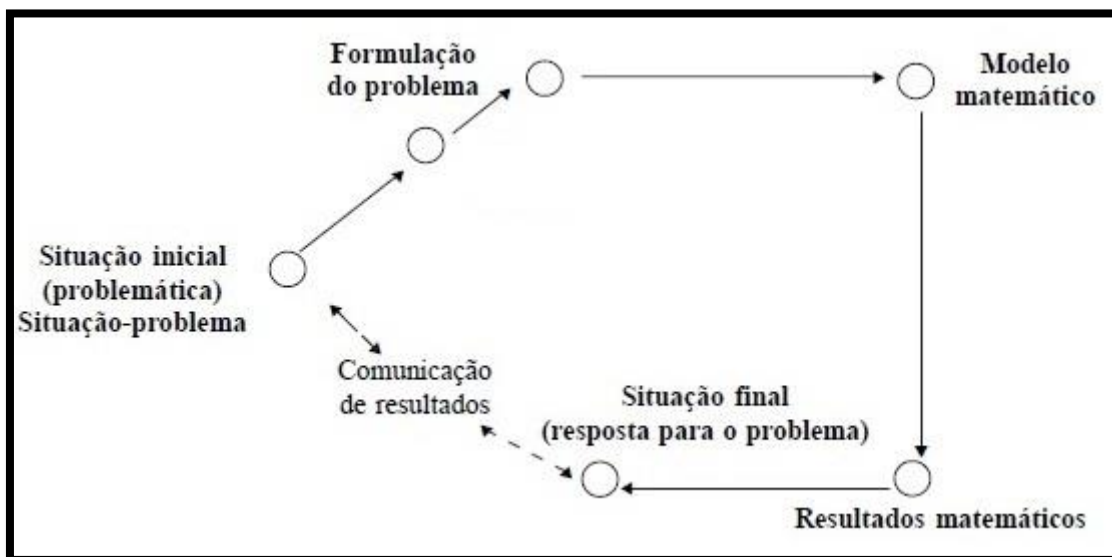 Formulação
do problema
Modelo
matemático
Situação inicial
(problemática)
Situação-problema
Comunicação
de resultados
Situação final
(resposta para o problema)
Resultados matemáticos